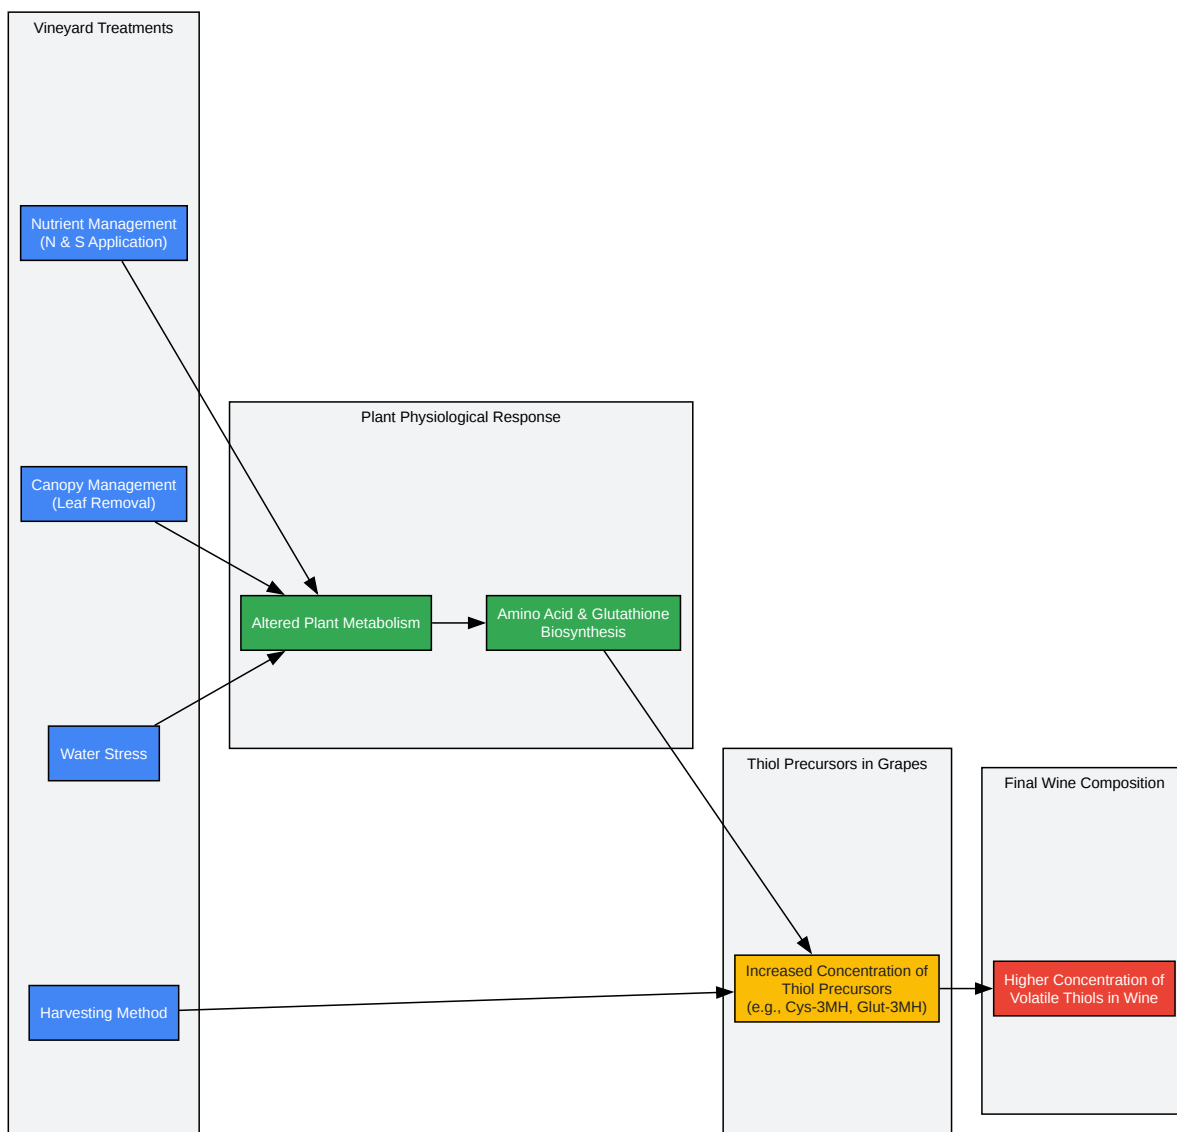 Vineyard Treatments
Nutrient Management
(N & S Application)
Canopy Management
(Leaf Removal)
Water Stress
Harvesting Method
Plant Physiological Response
Altered Plant Metabolism
Amino Acid & Glutathione
Biosynthesis
Thiol Precursors in Grapes
Increased Concentration of
Thiol Precursors
(e.g., Cys-3MH, Glut-3MH)
Final Wine Composition
Higher Concentration of
Volatile Thiols in Wine